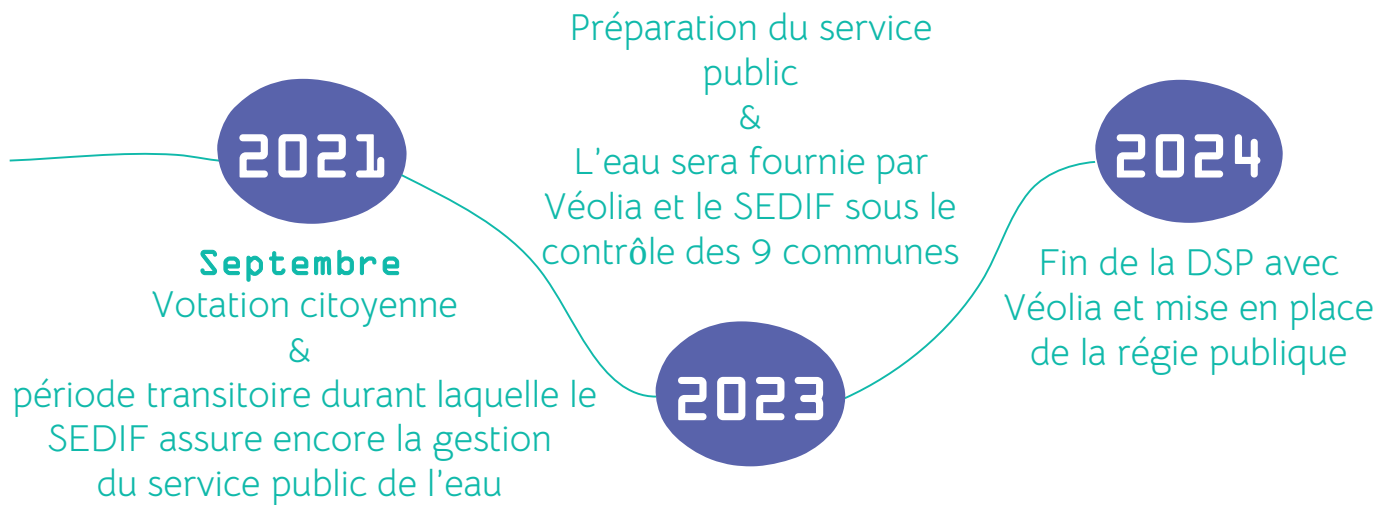 2021
Septembre
Votation citoyenne
&
période transitoire durant laquelle le
SEDIF assure encore la gestion
du service public de l'eau
Préparation du service
public
&
L'eau sera fournie par
Véolia et le SEDIF sous le
contrôle des 9 communes
2023
2024
Fin de la DSP avec
Véolia et mise en place
de la régie publique